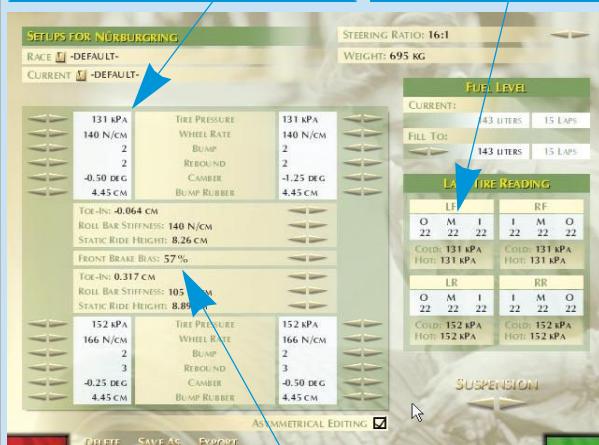 SETUPS FOR NÜRBURGRING
STEERING RATIO: 16:1
RACE -DEFAULT-
WEIGHT: 695 KG
CURRENT -DEFAULT-
FUEL LEVEL
CURRENT:
143 LITERS 15 LAPS
FILL TO:
143 LITERS 15 LAPS
131 KPA TIRE PRESSURE 131 KPA
140 N/CM WHEEL RATE 140 N/CM
2 BUMP 2
2 REBOUND 2
-0.50 DEG CAMBER -1.25 DEG
4.45 CM BUMP RUBBER 4.45 CM
TOE-IN: -0.064 CM
ROLL BAR STIFFNESS: 140 N/CM
STATIC RIDE HEIGHT: 8.26 CM
FRONT BRAKE BIAS: 57%
TOE-IN: 0.317 CM
ROLL BAR STIFFNESS: 105 CM
STATIC RIDE HEIGHT: 8.89 CM
152 KPA TIRE PRESSURE 152 KPA
166 N/CM WHEEL RATE 166 N/CM
2 BUMP 2
3 REBOUND 3
-0.25 DEG CAMBER -0.50 DEG
4.45 CM BUMP RUBBER 4.45 CM
ASYMMETRICAL EDITING
LAST TIRE READING
LF RF
O M I I M O
22 22 22 22 22 22
COLD: 131 KPA COLD: 131 KPA
HOT: 131 KPA HOT: 131 KPA
LR RR
O M I I M O
22 22 22 22 22 22
COLD: 152 KPA COLD: 152 KPA
HOT: 152 KPA HOT: 152 KPA
SUSPENSION
DELETE SAVE AS EXPORT